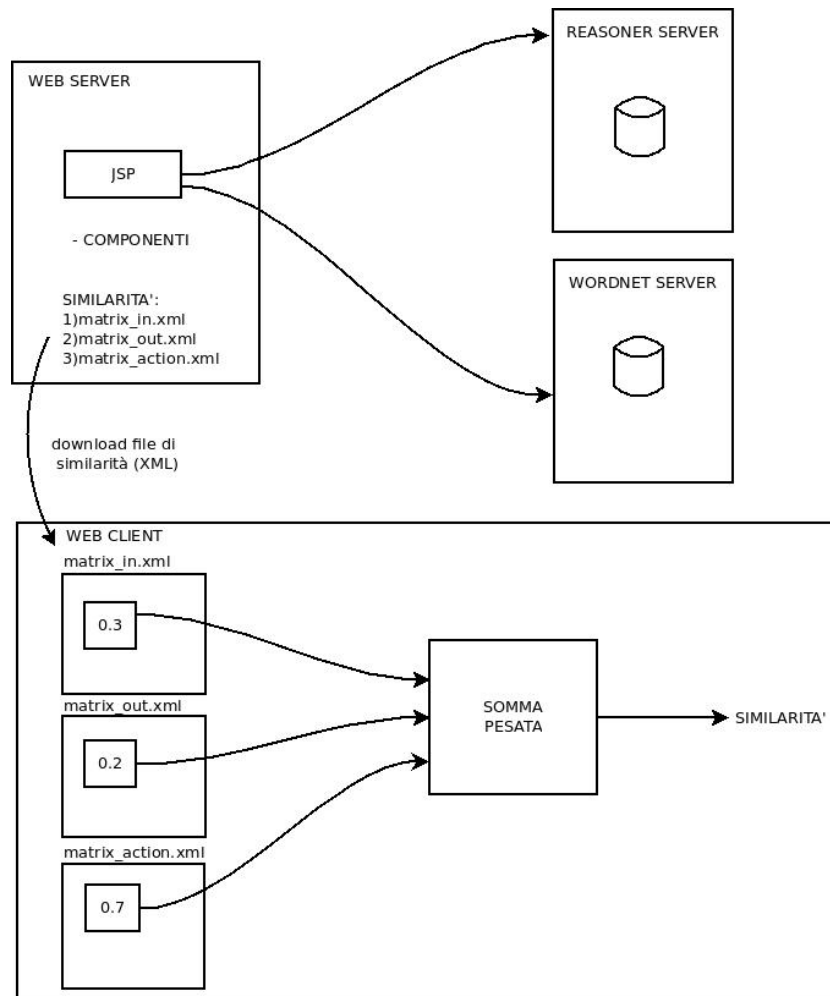 REASONER SERVER
WEB SERVER
JSP
- COMPONENTI
SIMILARITA':
1)matrix_in.xml
2)matrix_out.xml
3)matrix_action.xml
WORDNET SERVER
download file di
similarità (XML)
WEB CLIENT
matrix_in.xml
0.3
matrix_out.xml
0.2
matrix_action.xml
0.7
SOMMA
PESATA
SIMILARITA'